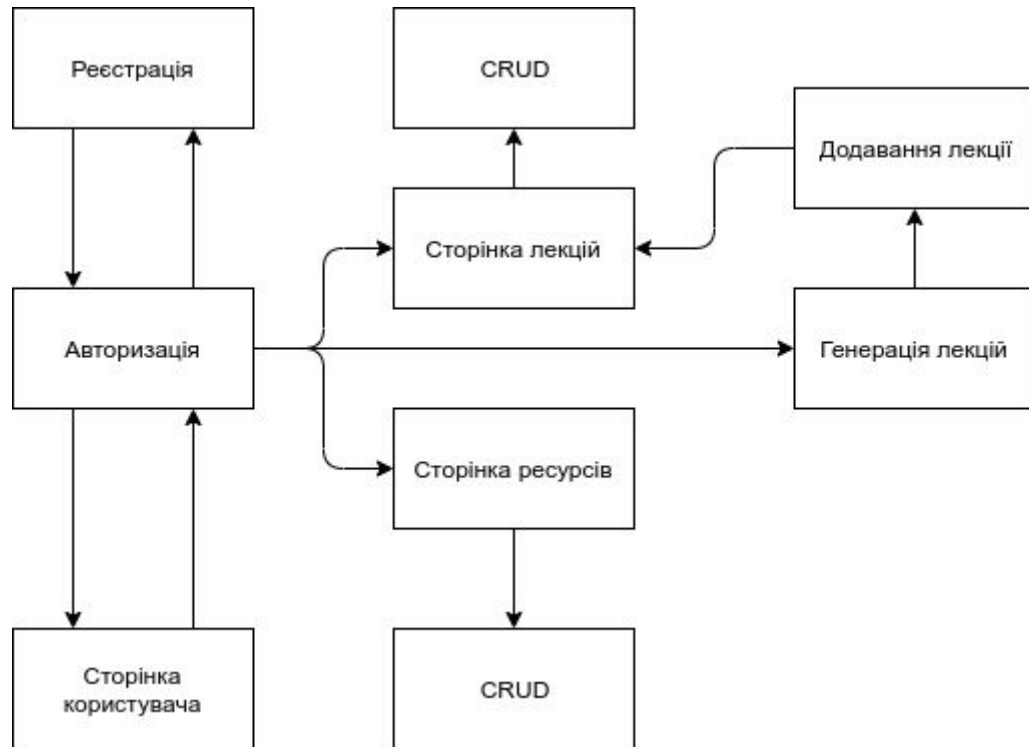 Реєстрація
CRUD
Додавання лекції
Сторінка лекцій
Авторизація
Генерація лекцій
Сторінка ресурсів
Сторінка
користувача
CRUD